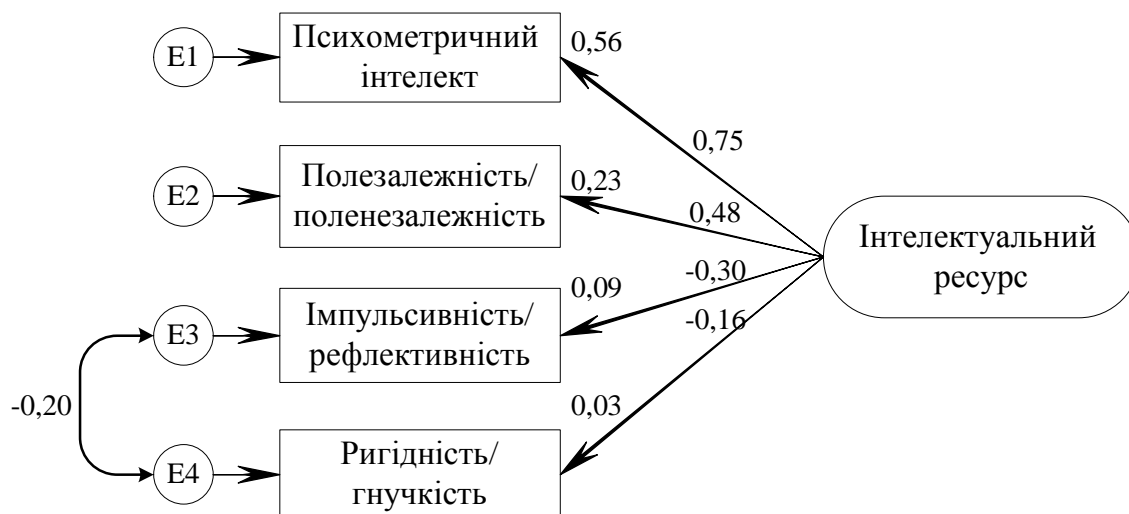 E1
Психометричний
інтелект
0,56
0,75
E2
Полезалежність/
поленезалежність
0,23
0,48
Інтелектуальний
ресурс
-0,30
0,09
E3
Імпульсивність/
рефлективність
-0,16
-0,20
0,03
E4
Ригідність/
гнучкість